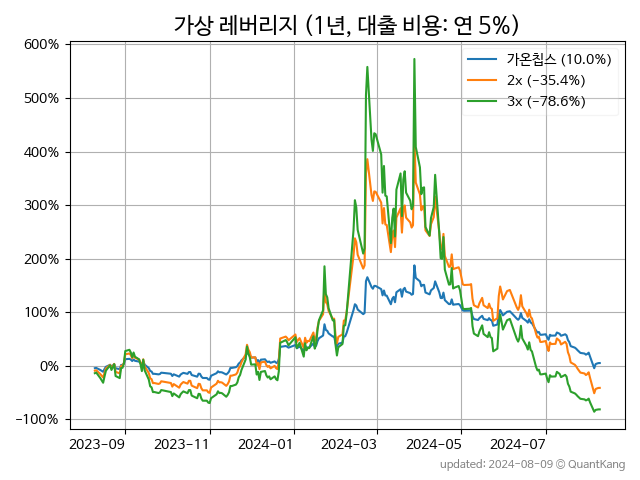 가상 레버리지 (1년, 대출 비용: 연 5%)
600%
500%
400%
300%
200%
100%
0%
−100%
가온칩스 (10.0%)
2x (−35.4%)
3x (−78.6%)
2023-09
2023-11
2024-01
2024-03
2024-05
2024-07
updated: 2024-08-09 © QuantKang